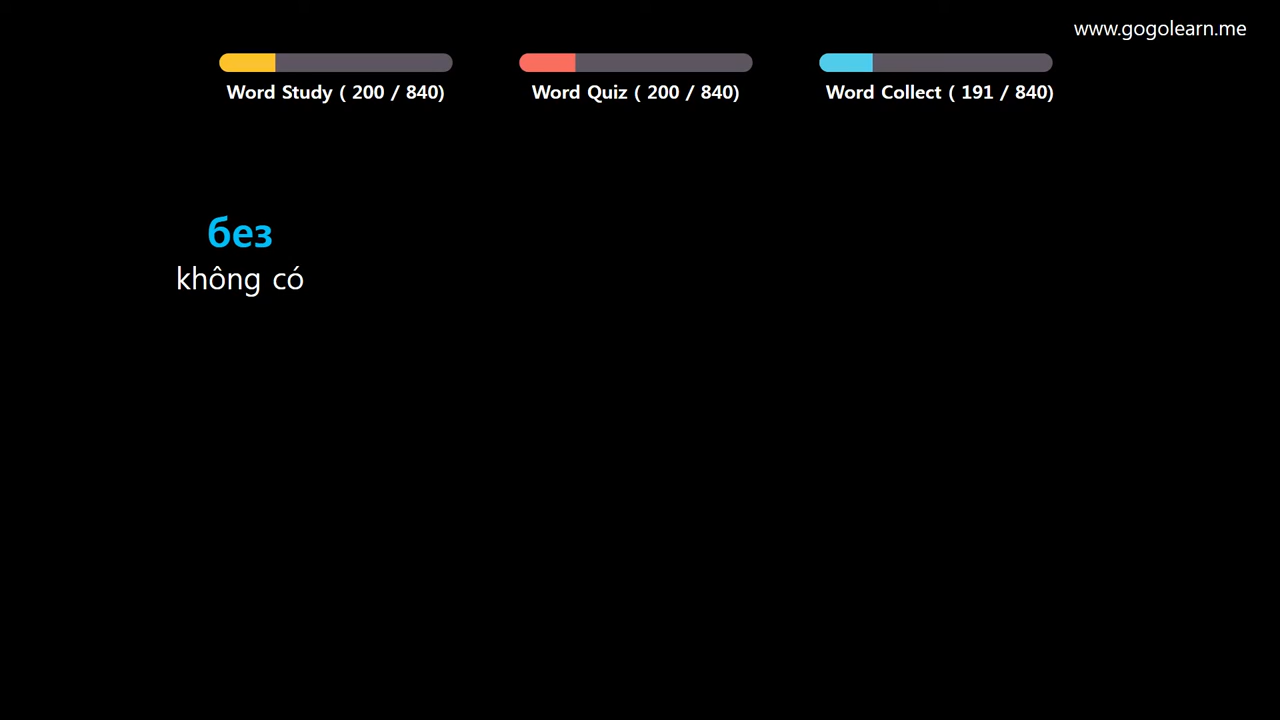 www.gogolearn.me
Word Study ( 200 / 840)
Word Quiz ( 200 / 840)
Word Collect ( 191 / 840)
без
không có